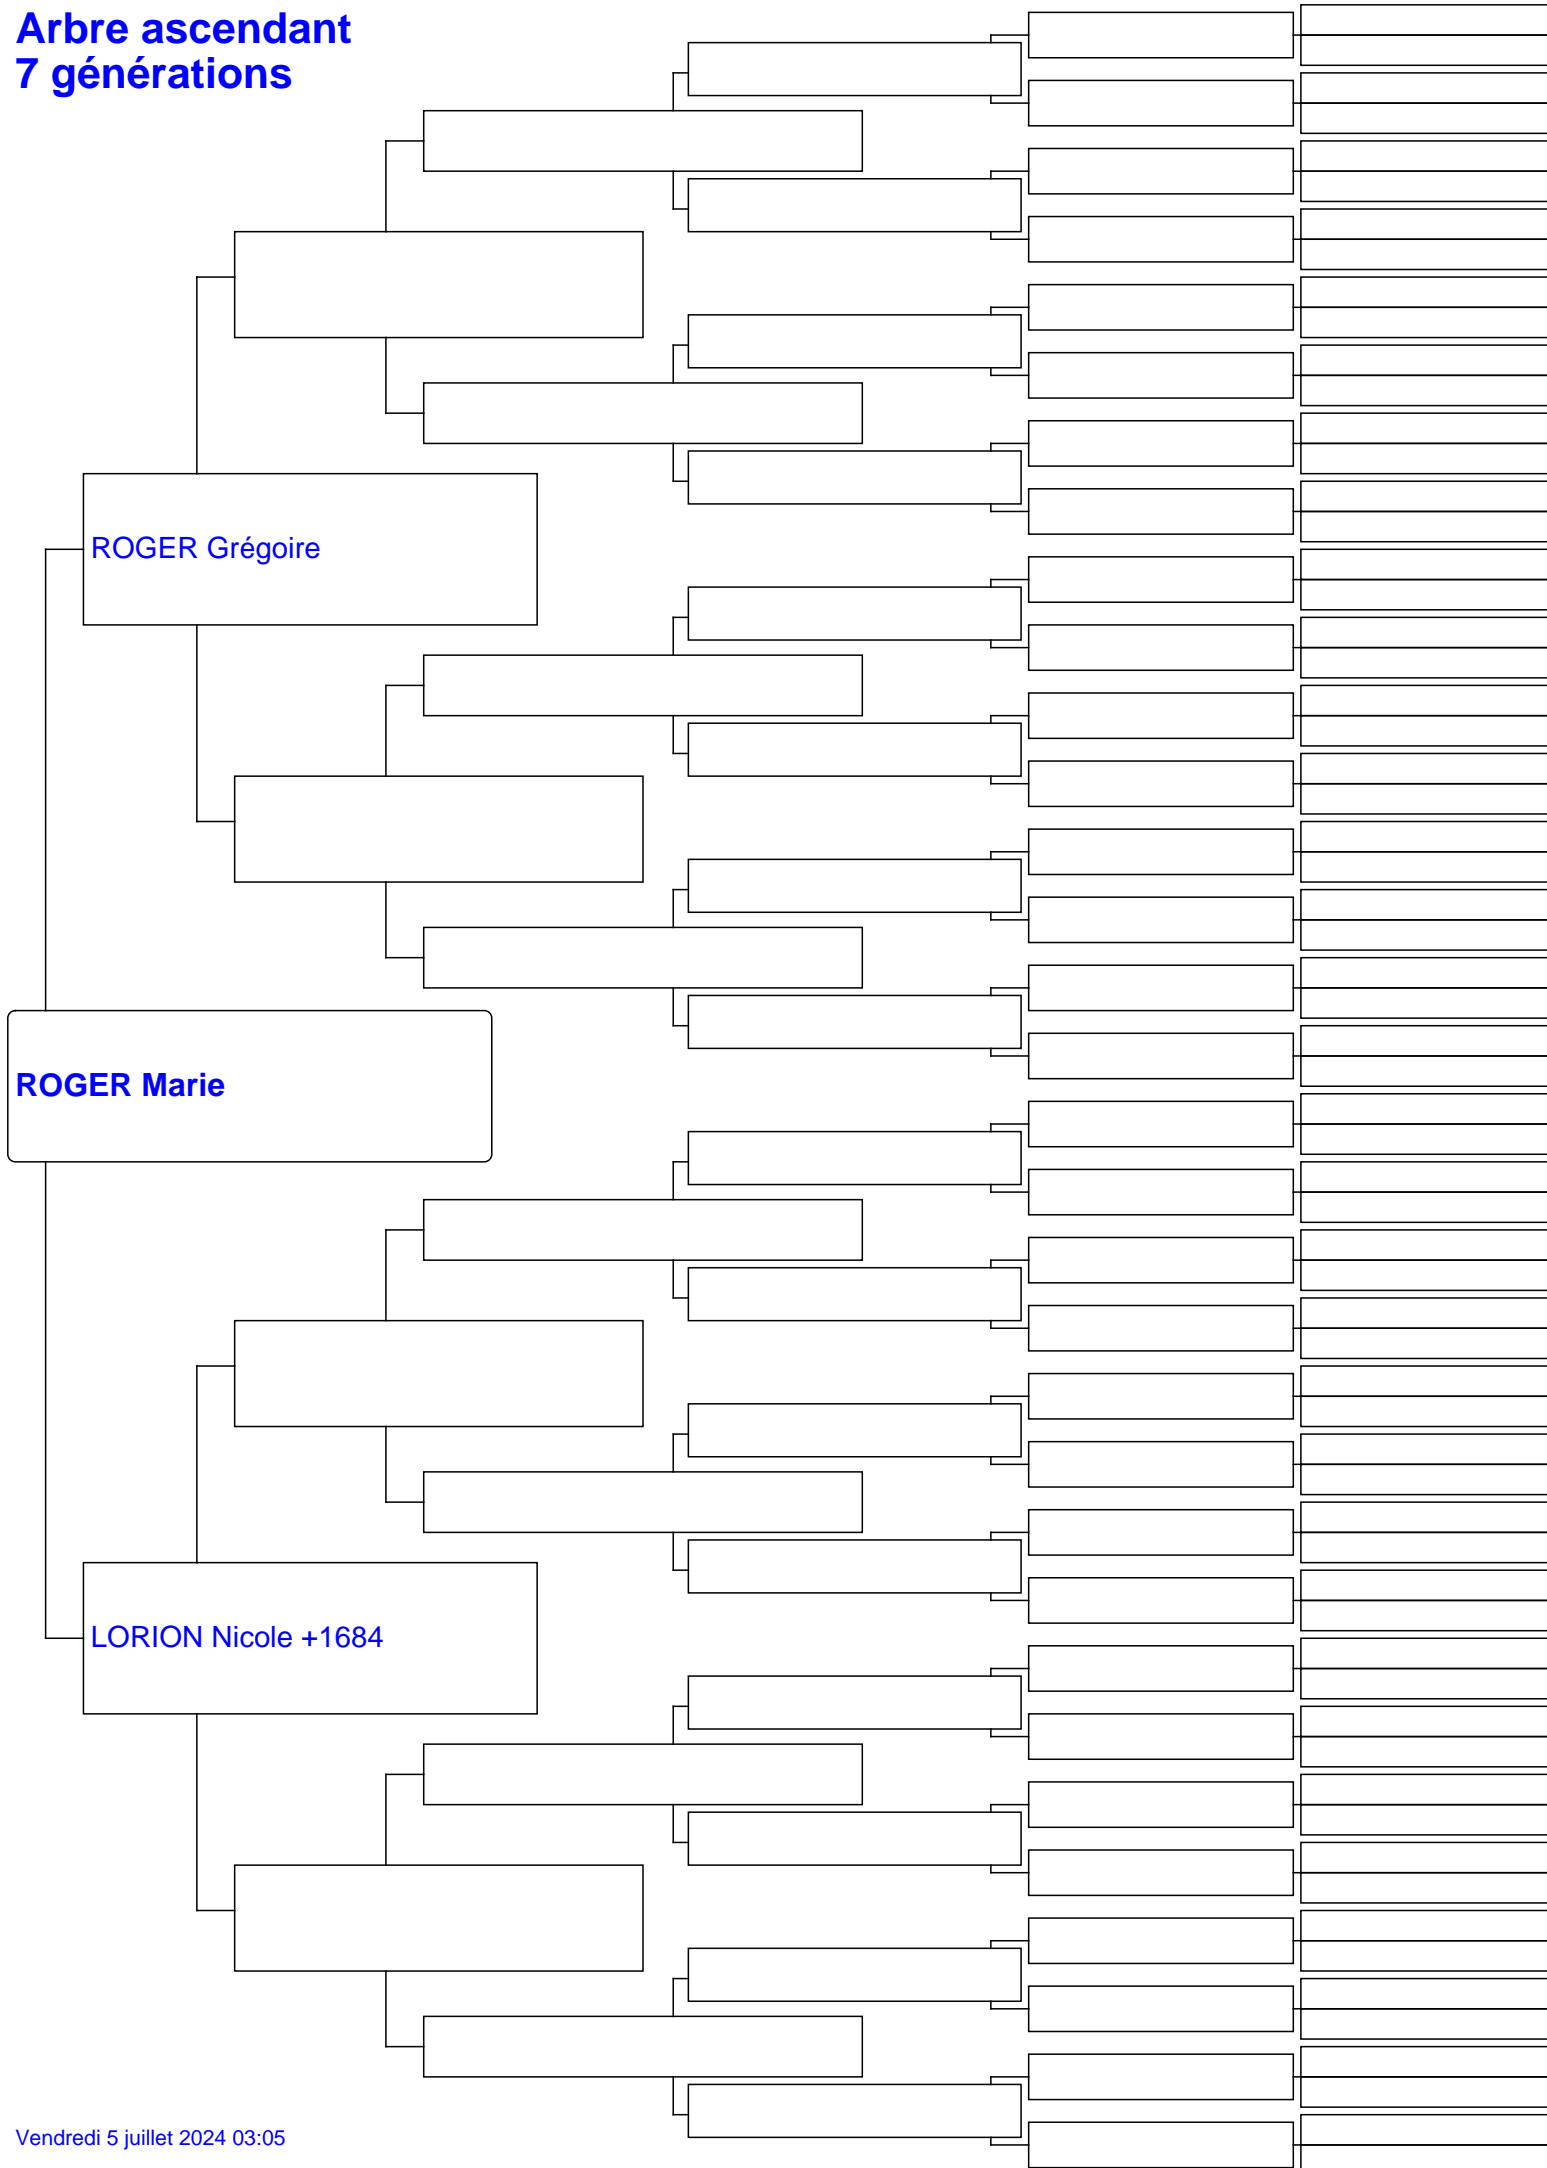 Arbre ascendant
7 générations
ROGER Grégoire
ROGER Marie
LORION Nicole +1684
Vendredi 5 juillet 2024 03:05